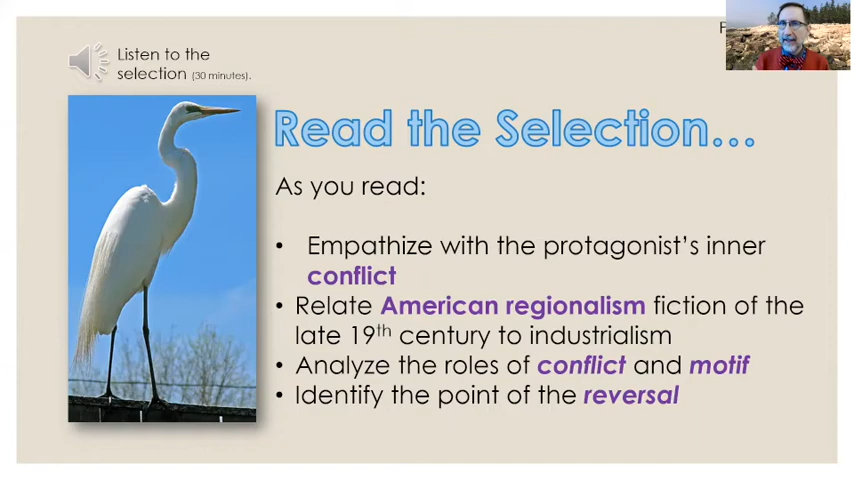 Listen to the
selection (30 minutes).
Read the Selection...
As you read:
• Empathize with the protagonist's inner
conflict
• Relate American regionalism fiction of the
late 19th century to industrialism
• Analyze the roles of conflict and motif
• Identify the point of the reversal